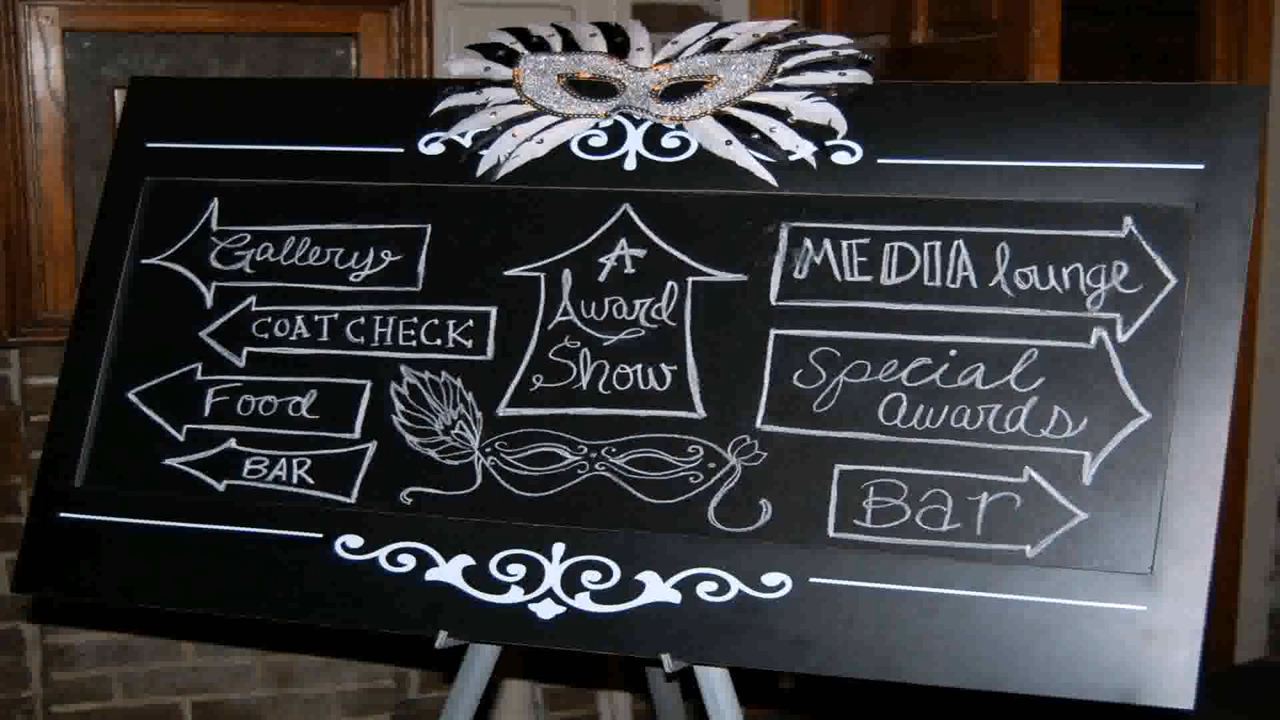 Gallery
COAT CHECK
Food
BAR
A
Award
Show
MEDIA lounge
Special
awards
Bar